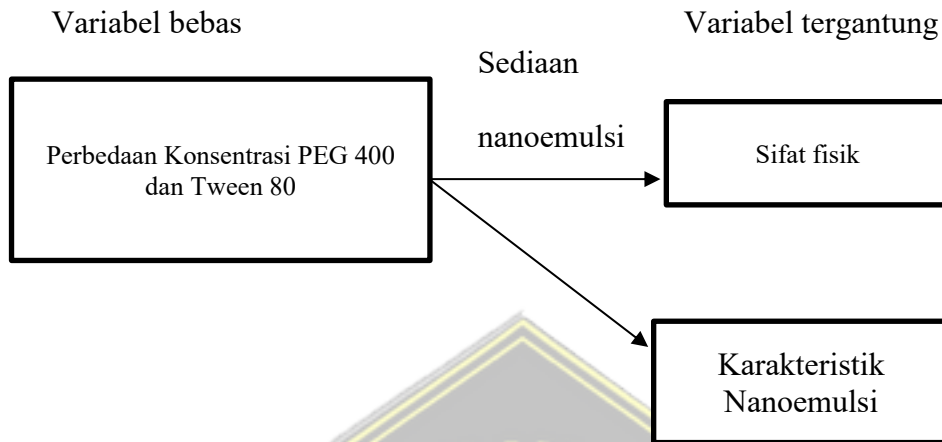 Variabel bebas
Variabel tergantung
Sediaan
nanoemulsi
Perbedaan Konsentrasi PEG 400
dan Tween 80
Sifat fisik
Karakteristik
Nanoemulsi